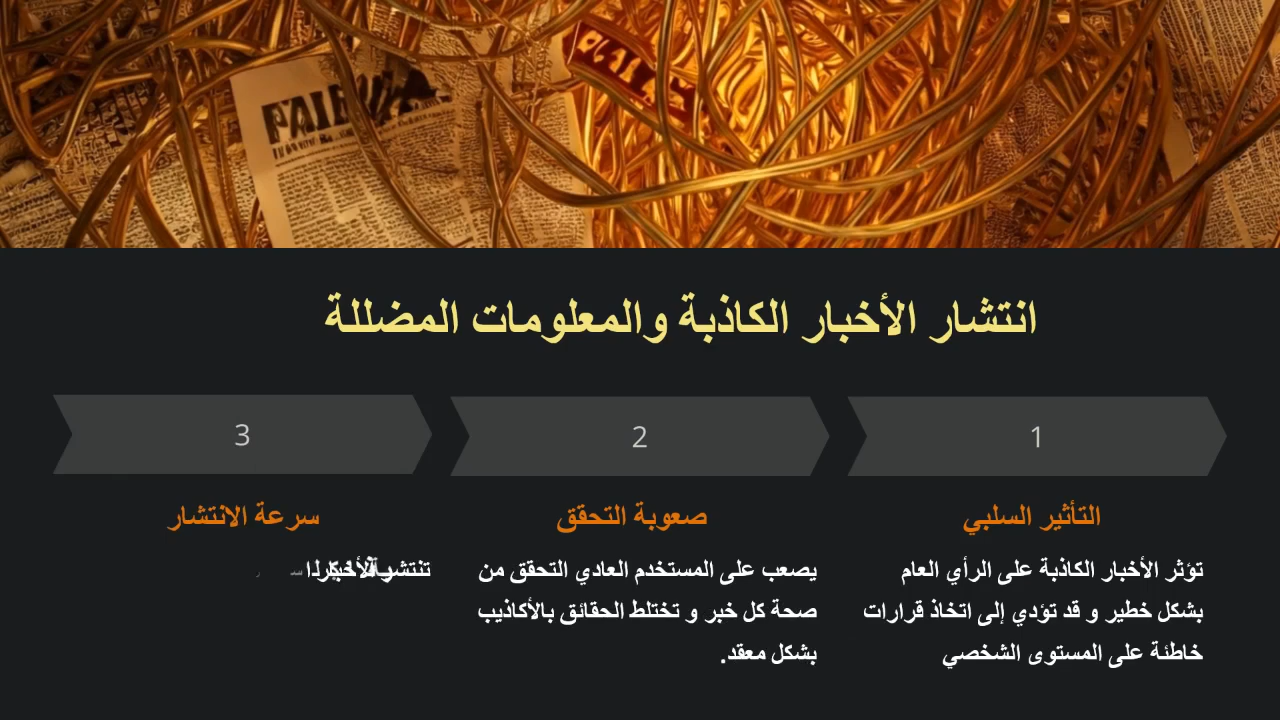 انتشار الأخبار الكاذبة والمعلومات المضللة
1
التأثير السلبي
تؤثر الأخبار الكاذبة على الرأي العام
بشكل خطير و قد تؤدي إلى اتخاذ قرارات
خاطئة على المستوى الشخصي
2
صعوبة التحقق
يصعب على المستخدم العادي التحقق من
صحة كل خبر و تختلط الحقائق بالأكاذيب
بشكل معقد.
3
سرعة الانتشار
تنتشر الأخبار